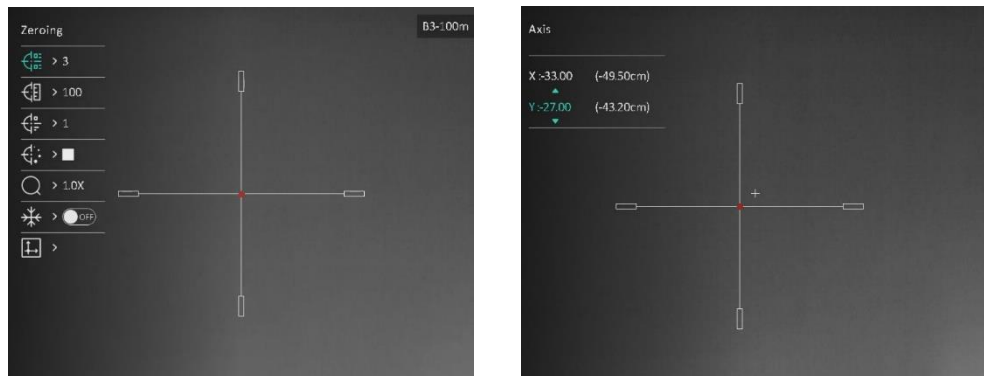 Zeroing
B3-100m
> 3
> 100
> 1
>
> 1.0X
> OFF
>
Axis
X :-33.00 (-49.50cm)
Y :-27.00 (-43.20cm)